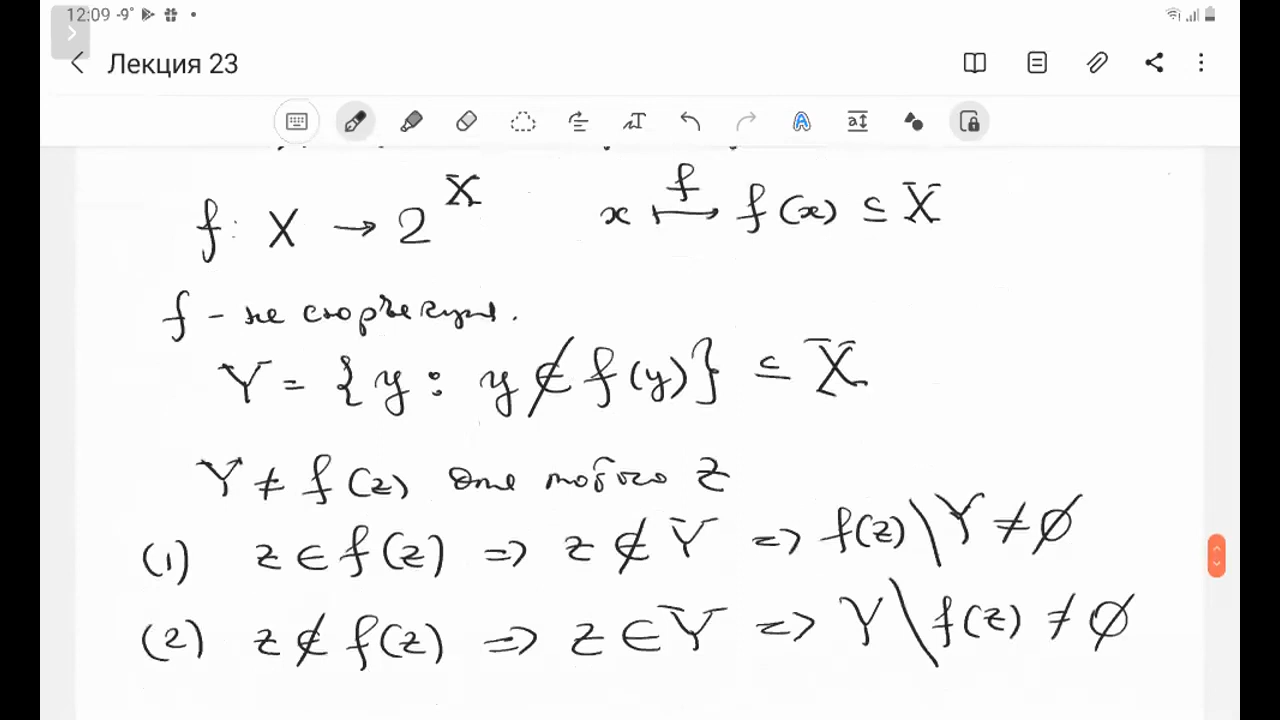 12:09 -9°
Лекция 23
f: X → 2^X x ↦^f f(x) ⊆ X
f - не сюръекция.
Y = {y : y ∉ f(y)} ⊆ X
Y ≠ f(z) для любого z
(1) z ∈ f(z) => z ∉ Y => f(z) \ Y ≠ ∅
(2) z ∉ f(z) => z ∈ Y => Y \ f(z) ≠ ∅